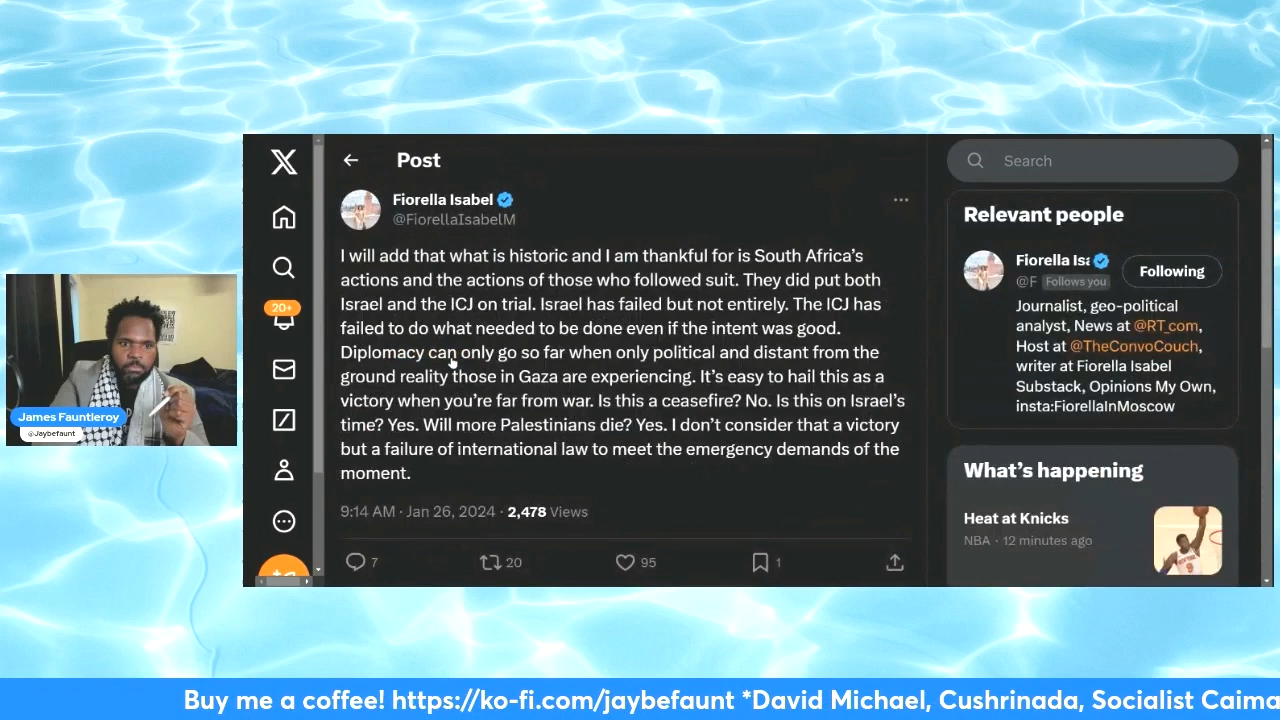 Post
Search
Fiorella Isabel
@FiorellaIsabelM
I will add that what is historic and I am thankful for is South Africa's
actions and the actions of those who followed suit. They did put both
Israel and the ICJ on trial. Israel has failed but not entirely. The ICJ has
failed to do what needed to be done even if the intent was good.
Diplomacy can only go so far when only political and distant from the
ground reality those in Gaza are experiencing. It's easy to hail this as a
victory when you're far from war. Is this a ceasefire? No. Is this on Israel's
time? Yes. Will more Palestinians die? Yes. I don't consider that a victory
but a failure of international law to meet the emergency demands of the
moment.
9:14 AM · Jan 26, 2024 · 2,478 Views
7 20 95 1
20+
Relevant people
Fiorella Isa
@F Follows you
Following
Journalist, geo-political
analyst, News at @RT_com,
Host at @TheConvoCouch,
writer at Fiorella Isabel
Substack, Opinions My Own,
insta:FiorellaInMoscow
What's happening
Heat at Knicks
NBA · 12 minutes ago
James Fauntleroy
@Jaybefaunt
Buy me a coffee! https://ko-fi.com/jaybefaunt *David Michael, Cushrinada, Socialist Caima